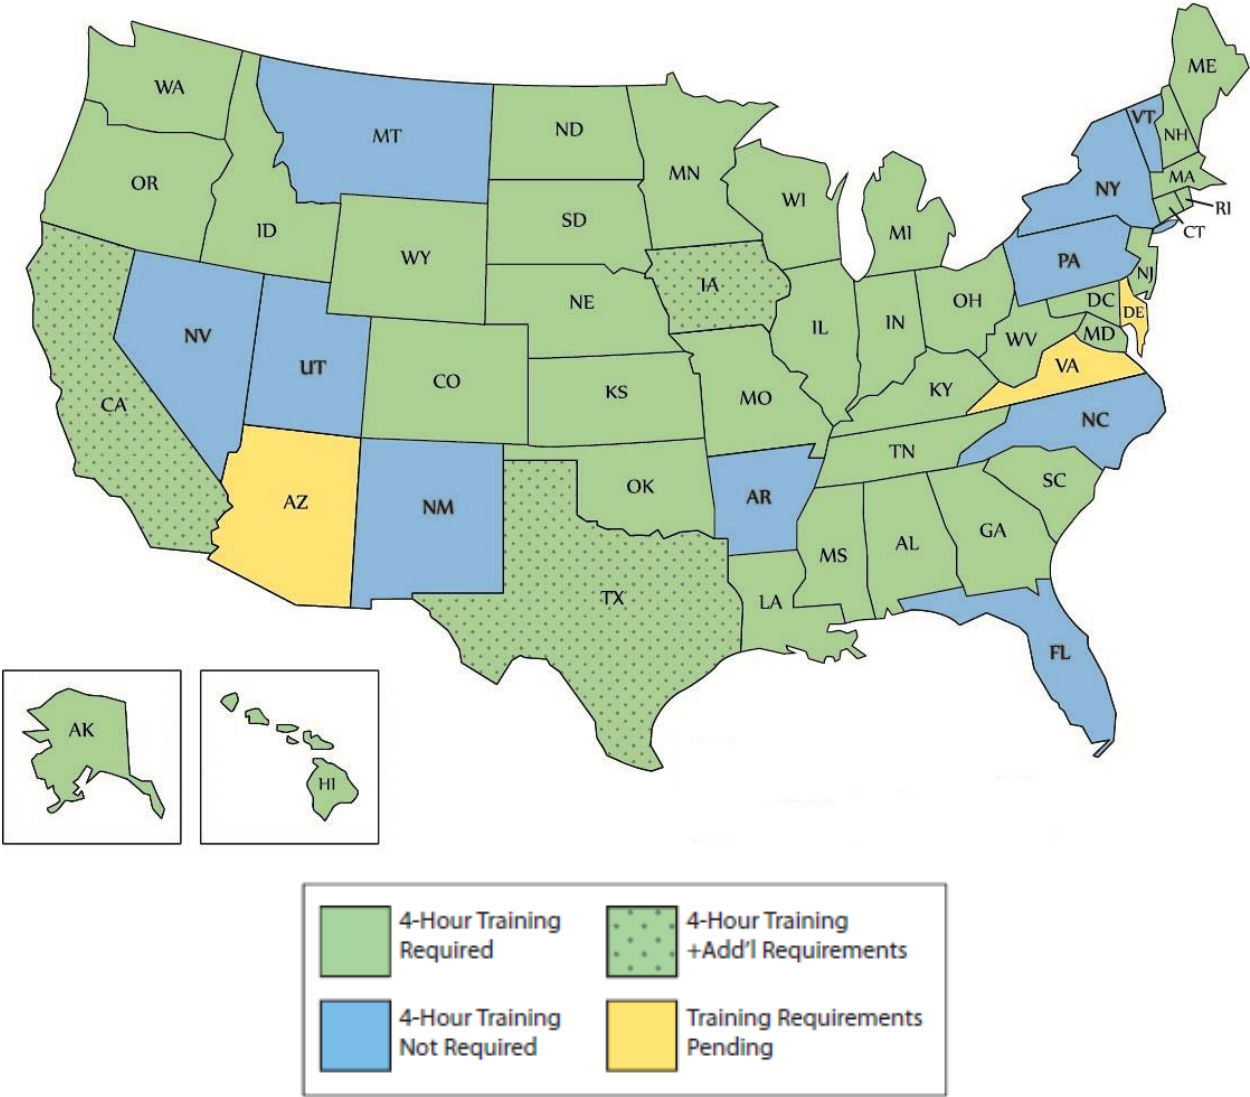 ME
WA
VT
MT
ND
NH
MN
MA
OR
NY
WI
RI
SD
ID
MI
CT
WY
PA
NJ
IA
DC
NE
OH
DE
IL
IN
MD
NV
WV
UT
VA
CO
KY
KS
MO
CA
NC
TN
SC
OK
AR
AZ
NM
GA
AL
MS
TX
LA
FL
AK
HI
4-Hour Training
Required
4-Hour Training
+Add'l Requirements
4-Hour Training
Not Required
Training Requirements
Pending